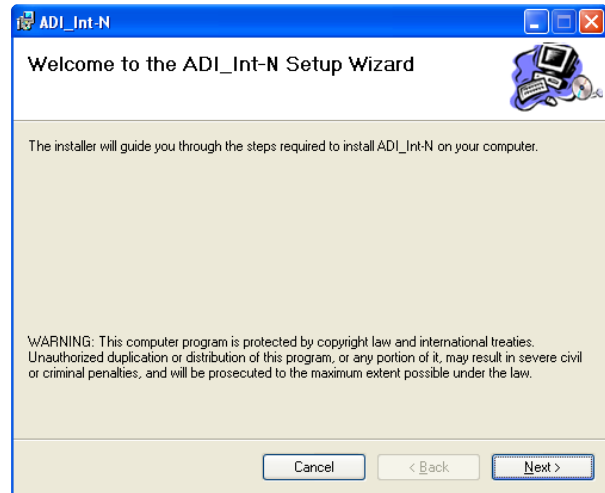 ADI_Int-N
Welcome to the ADI_Int-N Setup Wizard
The installer will guide you through the steps required to install ADI_Int-N on your computer.
WARNING: This computer program is protected by copyright law and international treaties.
Unauthorized duplication or distribution of this program, or any portion of it, may result in severe civil
or criminal penalties, and will be prosecuted to the maximum extent possible under the law.
Cancel
< Back
Next >